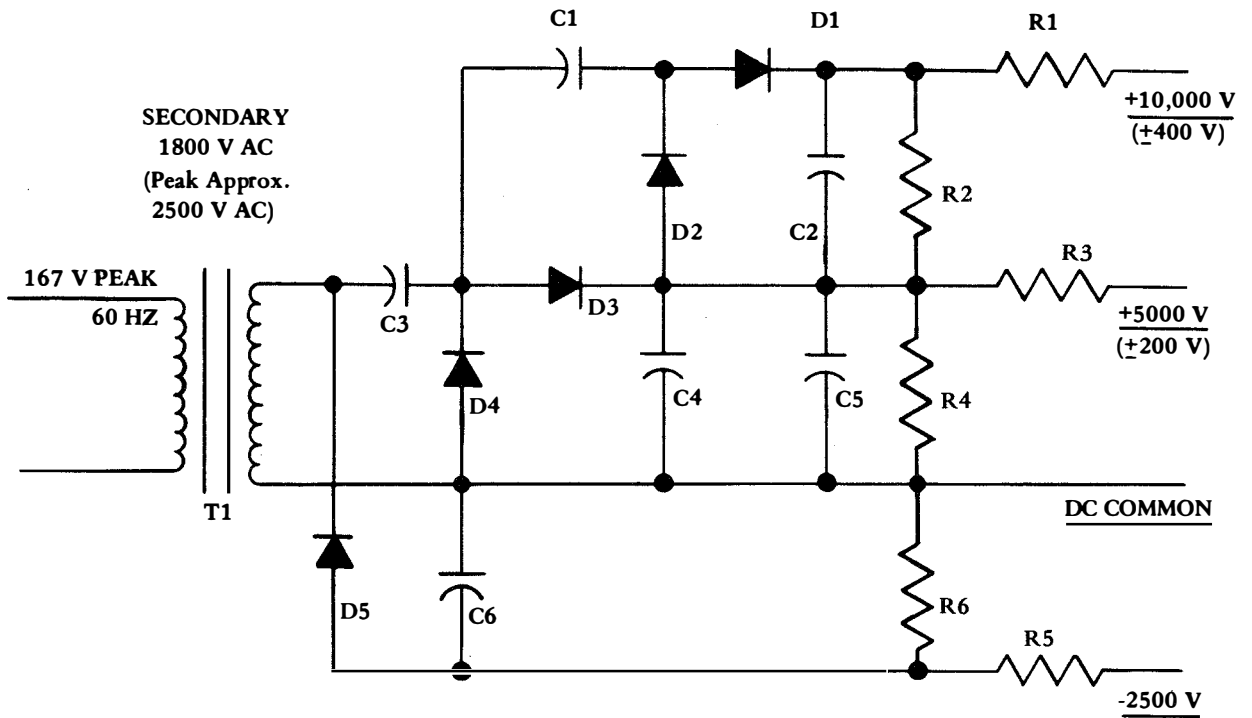 C1
D1
R1
SECONDARY
1800 V AC
(Peak Approx.
2500 V AC)
+10,000 V
(±400 V)
R2
D2
C2
167 V PEAK
60 HZ
R3
C3
D3
+5000 V
(±200 V)
D4
C4
C5
R4
T1
DC COMMON
D5
C6
R6
R5
-2500 V